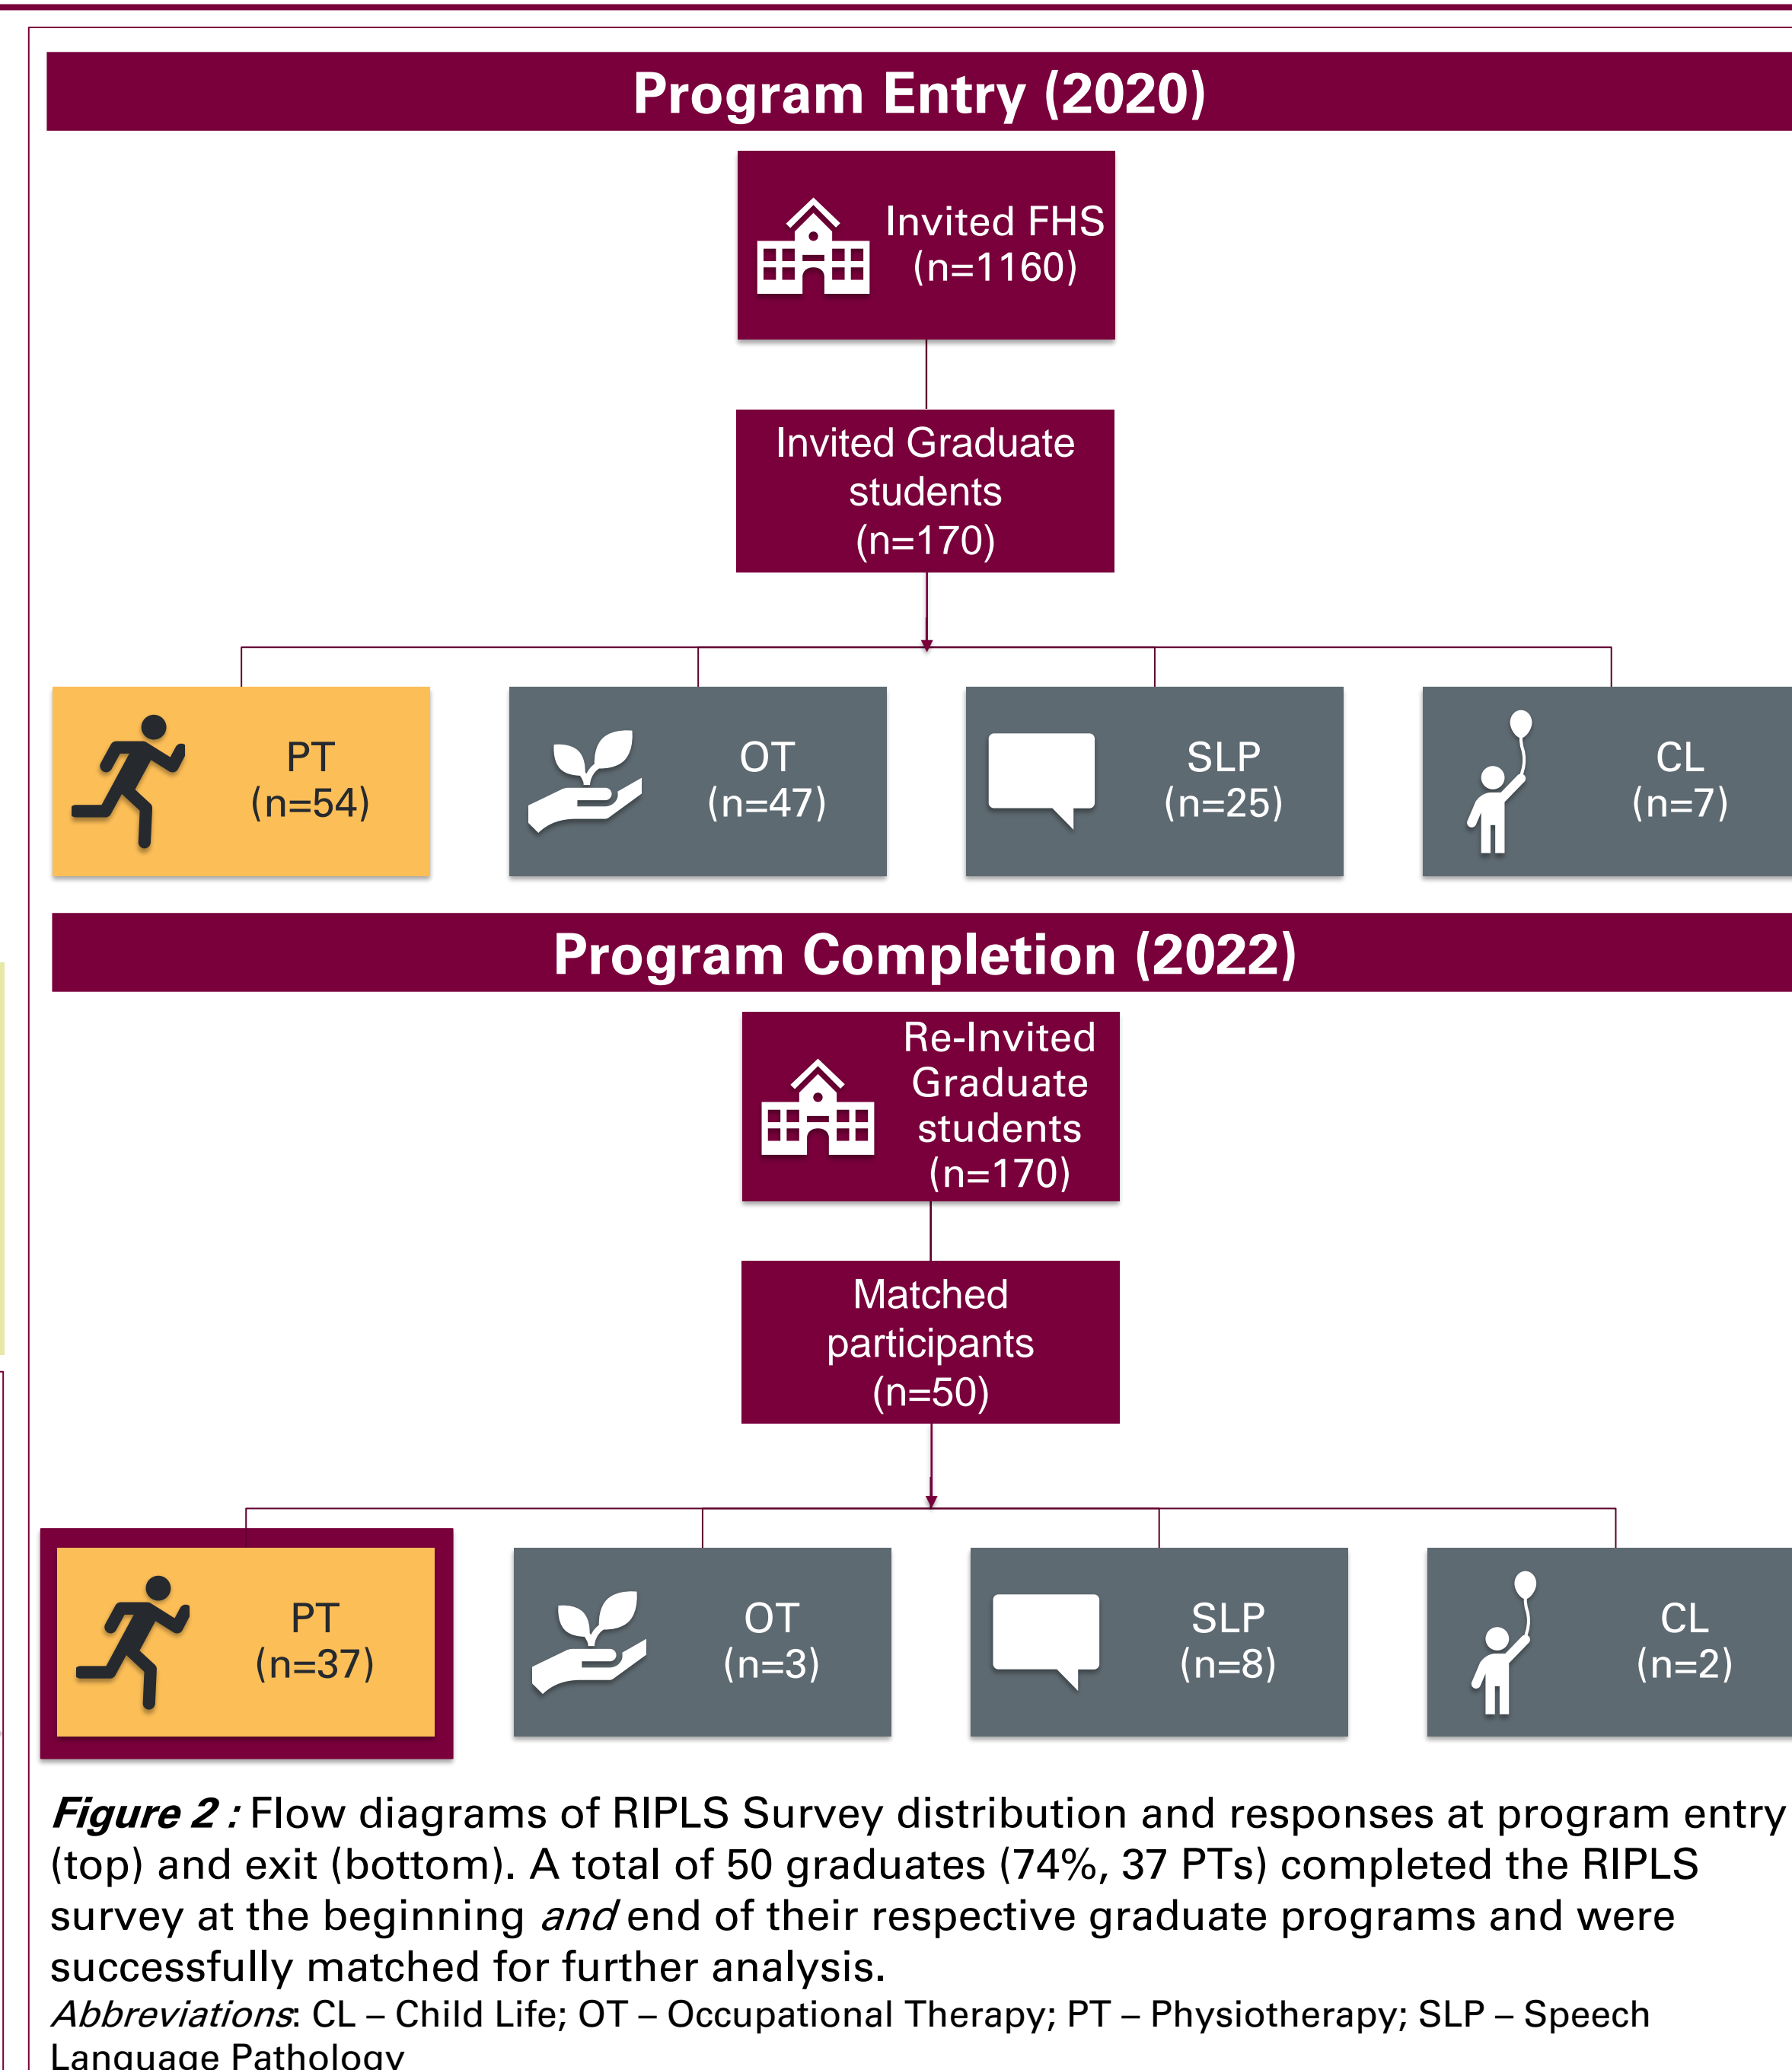 Program Entry (2020)
Invited FHS
(n=1160)
Invited Graduate
students
(n=170)
PT
(n=54)
OT
(n=47)
SLP
(n=25)
CL
(n=7)
Program Completion (2022)
Re-Invited
Graduate
students
(n=170)
Matched
participants
(n=50)
PT
(n=37)
OT
(n=3)
SLP
(n=8)
CL
(n=2)
Figure 2 : Flow diagrams of RIPLS Survey distribution and responses at program entry
(top) and exit (bottom). A total of 50 graduates (74%, 37 PTs) completed the RIPLS
survey at the beginning and end of their respective graduate programs and were
successfully matched for further analysis.
Abbreviations: CL – Child Life; OT – Occupational Therapy; PT – Physiotherapy; SLP – Speech
Language Pathology